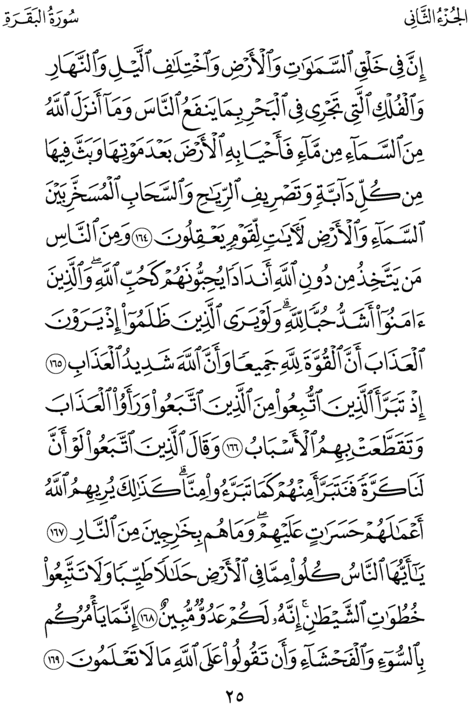 الجُزْءُ الثَّانِي سُورَةُ البَقَرَةِ
إِنَّ فِي خَلْقِ السَّمَٰوَٰتِ وَالْأَرْضِ وَاخْتِلَٰفِ الَّيْلِ وَالنَّهَارِ
وَالْفُلْكِ الَّتِي تَجْرِي فِي الْبَحْرِ بِمَا يَنفَعُ النَّاسَ وَمَآ أَنزَلَ اللَّهُ
مِنَ السَّمَآءِ مِن مَّآءٍ فَأَحْيَا بِهِ الْأَرْضَ بَعْدَ مَوْتِهَا وَبَثَّ فِيهَا
مِن كُلِّ دَآبَّةٍ وَتَصْرِيفِ الرِّيَٰحِ وَالسَّحَابِ الْمُسَخَّرِ بَيْنَ
السَّمَآءِ وَالْأَرْضِ لَأٓيَٰتٍ لِّقَوْمٍ يَعْقِلُونَ ١٦٤ وَمِنَ النَّاسِ
مَن يَتَّخِذُ مِن دُونِ اللَّهِ أَندَادًا يُحِبُّونَهُمْ كَحُبِّ اللَّهِۖ وَالَّذِينَ
ءَامَنُوٓا۟ أَشَدُّ حُبًّا لِّلَّهِۗ وَلَوْ يَرَى الَّذِينَ ظَلَمُوٓا۟ إِذْ يَرَوْنَ
الْعَذَابَ أَنَّ الْقُوَّةَ لِلَّهِ جَمِيعًا وَأَنَّ اللَّهَ شَدِيدُ الْعَذَابِ ١٦٥
إِذْ تَبَرَّأَ الَّذِينَ اتُّبِعُوا۟ مِنَ الَّذِينَ اتَّبَعُوا۟ وَرَأَوُا۟ الْعَذَابَ
وَتَقَطَّعَتْ بِهِمُ الْأَسْبَابُ ١٦٦ وَقَالَ الَّذِينَ اتَّبَعُوا۟ لَوْ أَنَّ
لَنَا كَرَّةً فَنَتَبَرَّأَ مِنْهُمْ كَمَا تَبَرَّءُوا۟ مِنَّاۗ كَذَٰلِكَ يُرِيهِمُ اللَّهُ
أَعْمَٰلَهُمْ حَسَرَٰتٍ عَلَيْهِمْۖ وَمَا هُم بِخَٰرِجِينَ مِنَ النَّارِ ١٦٧
يَٰٓأَيُّهَا النَّاسُ كُلُوا۟ مِمَّا فِي الْأَرْضِ حَلَٰلًا طَيِّبًا وَلَا تَتَّبِعُوا۟
خُطُوَٰتِ الشَّيْطَٰنِۚ إِنَّهُۥ لَكُمْ عَدُوٌّ مُّبِينٌ ١٦٨ إِنَّمَا يَأْمُرُكُم
بِالسُّوٓءِ وَالْفَحْشَآءِ وَأَن تَقُولُوا۟ عَلَى اللَّهِ مَا لَا تَعْلَمُونَ ١٦٩
٢٥